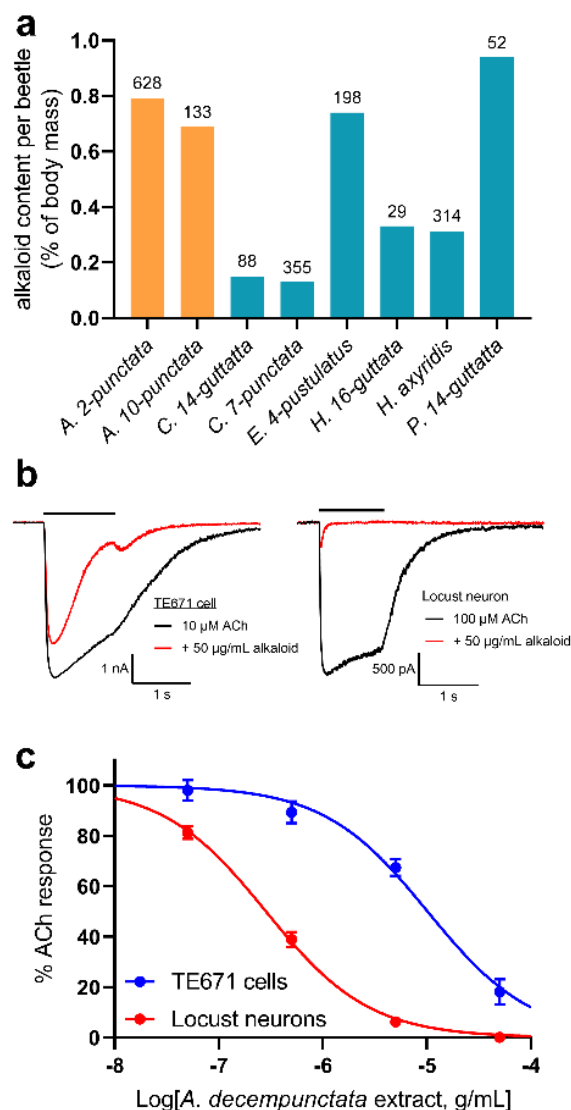 a
alkaloid content per beetle
(% of body mass)
1.0
0.8
0.6
0.4
0.2
0.0
628
133
88
355
198
29
314
52
A. 2-punctata
A. 10-punctata
C. 14-guttatta
C. 7-punctata
E. 4-pustulatus
H. 16-guttata
H. axyridis
P. 14-guttatta
b
TE671 cell
10 µM ACh
+ 50 µg/mL alkaloid
1 nA
1 s
Locust neuron
100 µM ACh
+ 50 µg/mL alkaloid
500 pA
1 s
c
% ACh response
100
80
60
40
20
0
TE671 cells
Locust neurons
-8
-7
-6
-5
-4
Log[A. decempunctata extract, g/mL]